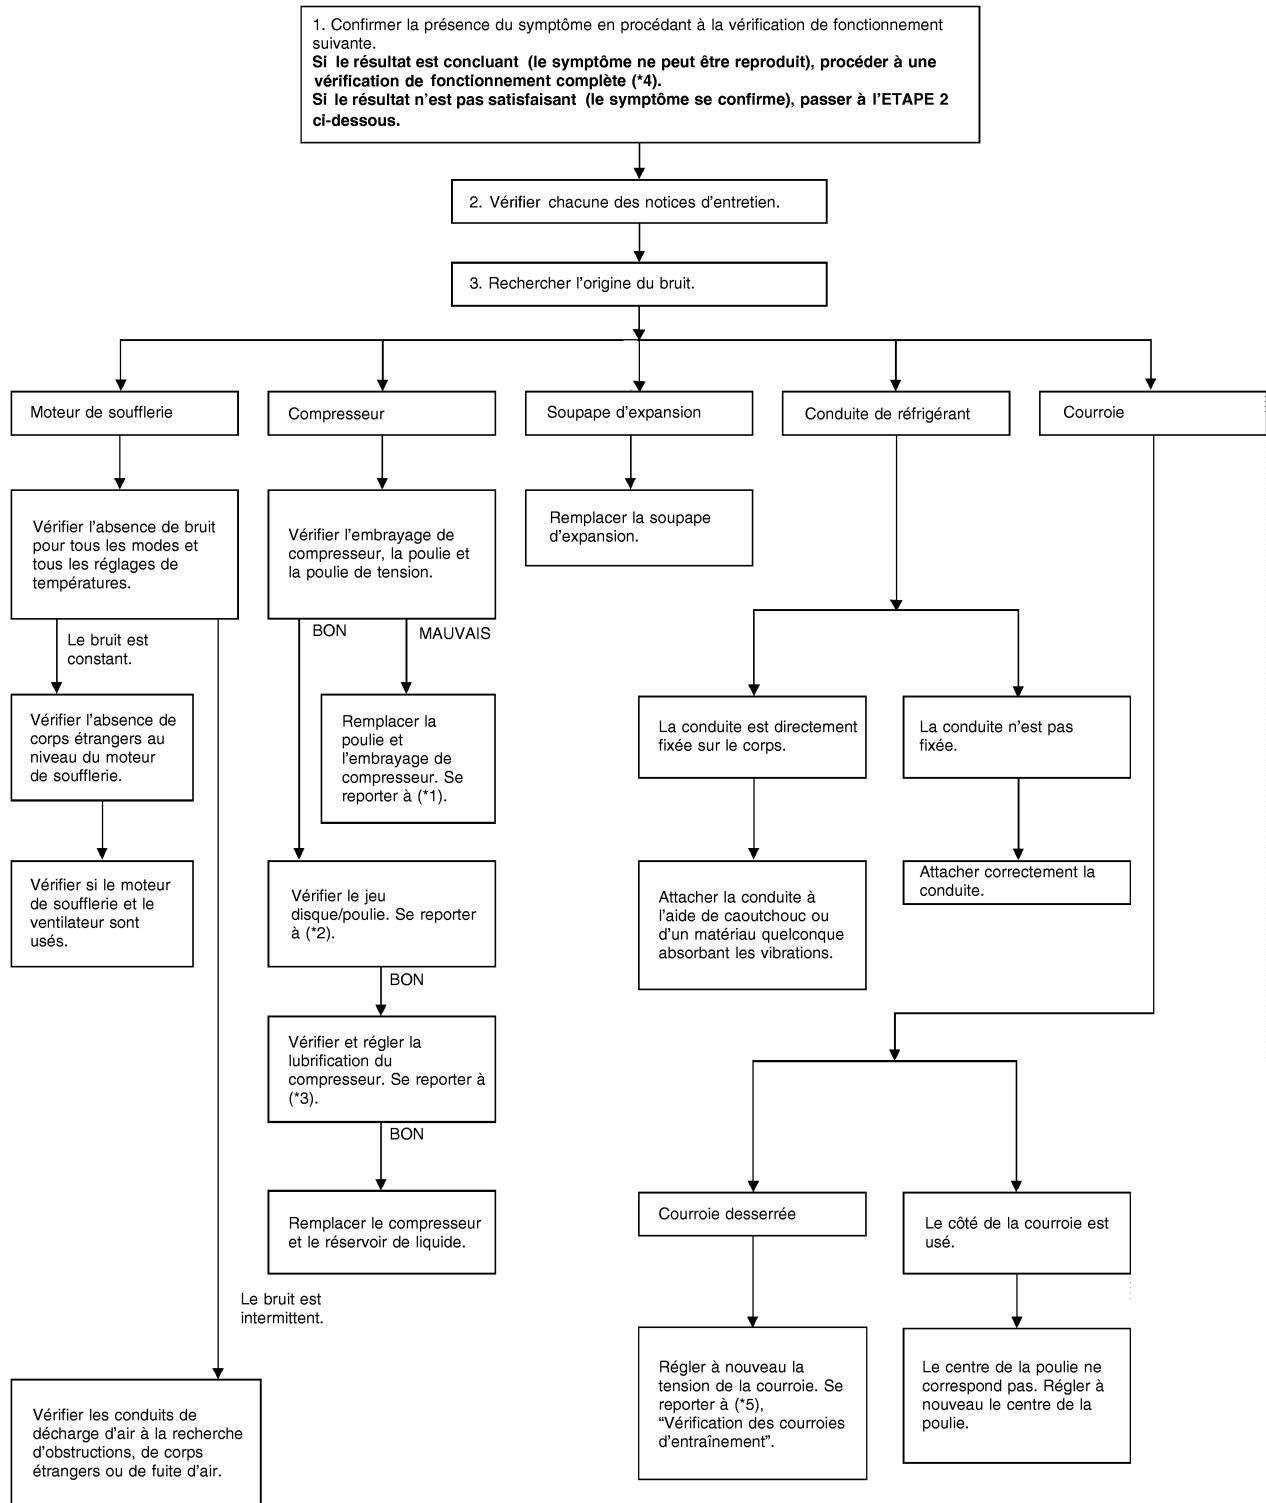 1. Confirmer la présence du symptôme en procédant à la vérification de fonctionnement
suivante.
Si le résultat est concluant (le symptôme ne peut être reproduit), procéder à une
vérification de fonctionnement complète (*4).
Si le résultat n'est pas satisfaisant (le symptôme se confirme), passer à l'ETAPE 2
ci-dessous.
2. Vérifier chacune des notices d'entretien.
3. Rechercher l'origine du bruit.
Moteur de soufflerie
Compresseur
Soupape d'expansion
Conduite de réfrigérant
Courroie
Vérifier l'absence de bruit
pour tous les modes et
tous les réglages de
températures.
Vérifier l'embrayage de
compresseur, la poulie et
la poulie de tension.
Remplacer la soupape
d'expansion.
Le bruit est
constant.
BON
MAUVAIS
Vérifier l'absence de
corps étrangers au
niveau du moteur
de soufflerie.
Remplacer la
poulie et
l'embrayage de
compresseur. Se
reporter à (*1).
La conduite est directement
fixée sur le corps.
La conduite n'est pas
fixée.
Vérifier si le moteur
de soufflerie et le
ventilateur sont
usés.
Vérifier le jeu
disque/poulie. Se reporter
à (*2).
Attacher la conduite à
l'aide de caoutchouc ou
d'un matériau quelconque
absorbant les vibrations.
Attacher correctement la
conduite.
BON
Vérifier et régler la
lubrification du
compresseur. Se reporter à
(*3).
BON
Remplacer le compresseur
et le réservoir de liquide.
Courroie desserrée
Le côté de la courroie est
usé.
Le bruit est
intermittent.
Régler à nouveau la
tension de la courroie. Se
reporter à (*5),
“Vérification des courroies
d'entraînement”.
Le centre de la poulie ne
correspond pas. Régler à
nouveau le centre de la
poulie.
Vérifier les conduits de
décharge d'air à la recherche
d'obstructions, de corps
étrangers ou de fuite d'air.